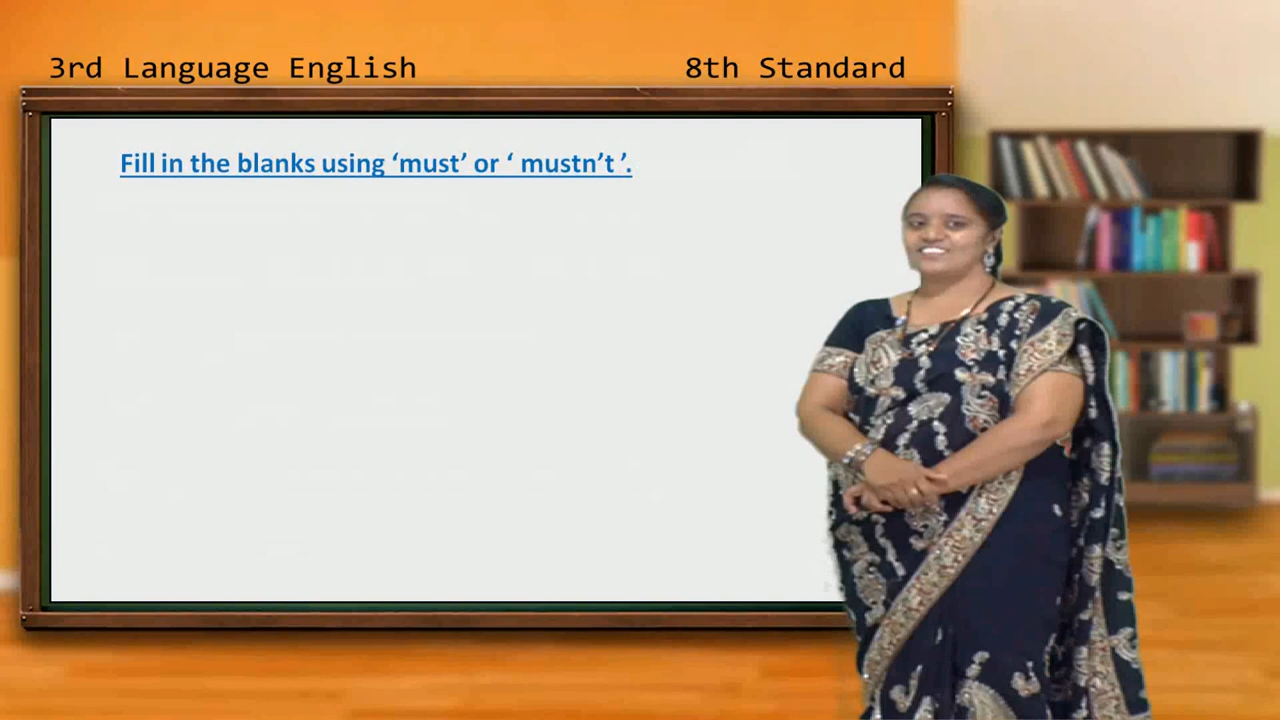 3rd Language English
8th Standard
Fill in the blanks using ‘must’ or ‘ mustn’t ’.